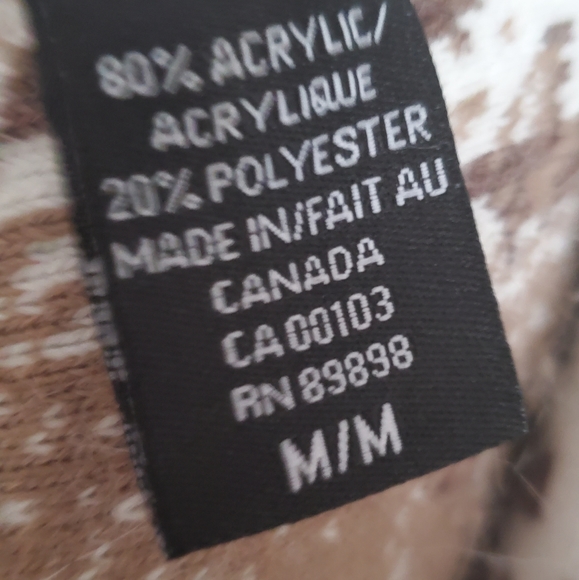 80% ACRYLIC/
ACRYLIQUE
20% POLYESTER
MADE IN/FAIT AU
CANADA
CA 00103
RN 89898
M/M